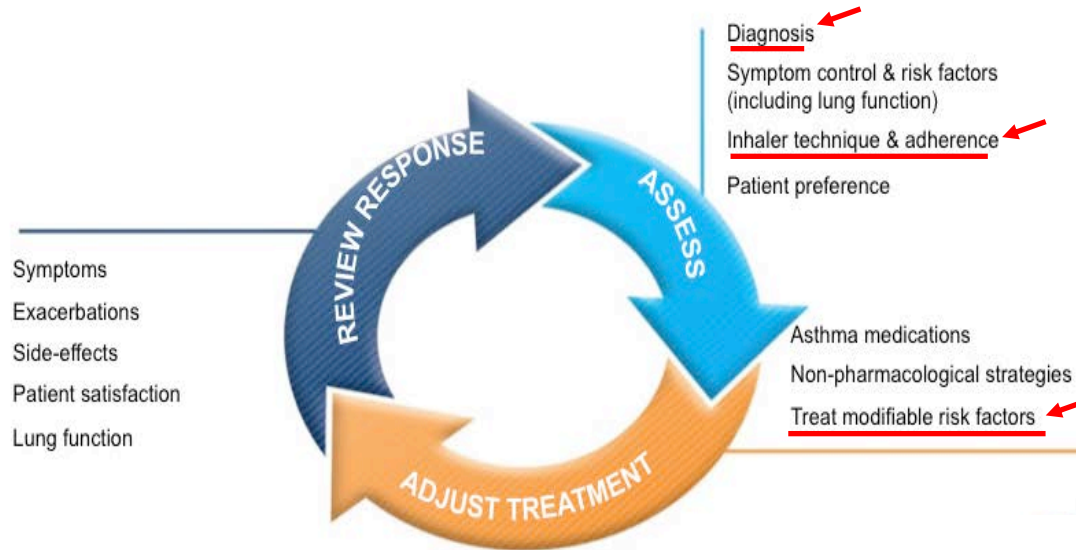 Diagnosis
Symptom control & risk factors
(including lung function)
Inhaler technique & adherence
Patient preference
REVIEW RESPONSE
ASSESS
Symptoms
Exacerbations
Side-effects
Patient satisfaction
Lung function
Asthma medications
Non-pharmacological strategies
Treat modifiable risk factors
ADJUST TREATMENT